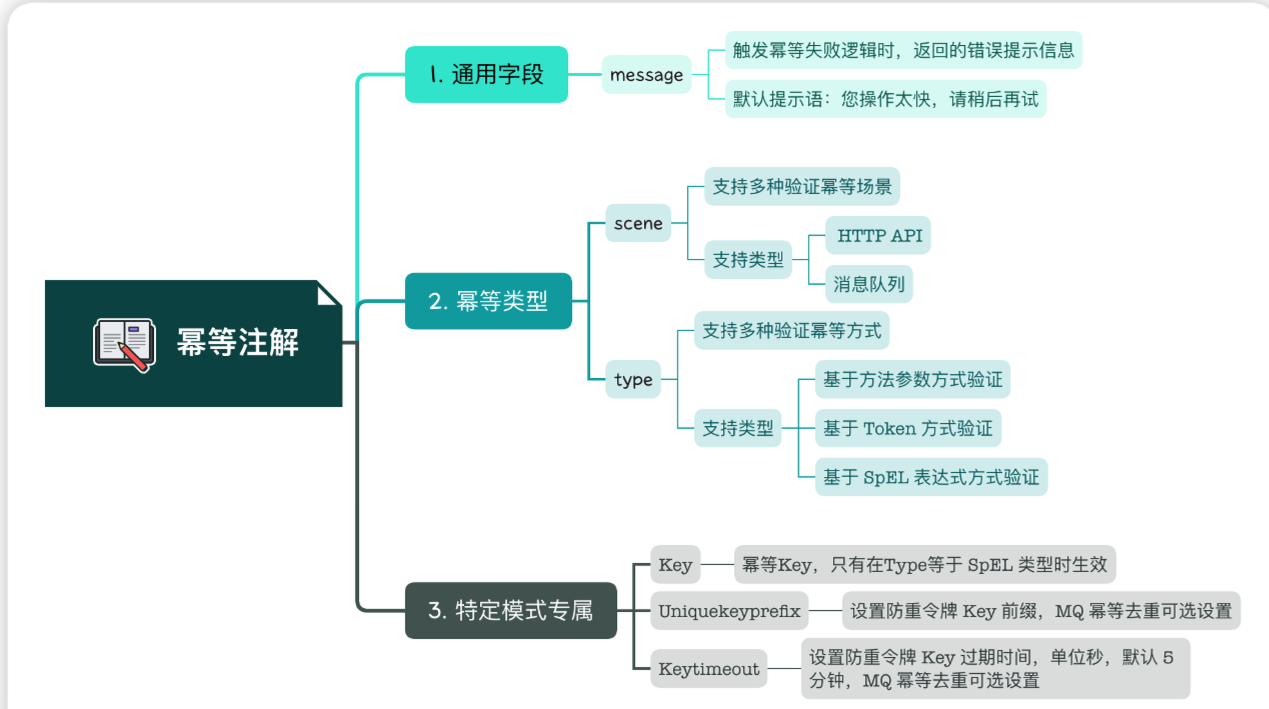 幂等注解
1. 通用字段
message
触发幂等失败逻辑时，返回的错误提示信息
默认提示语：您操作太快，请稍后再试
2. 幂等类型
scene
支持多种验证幂等场景
支持类型
HTTP API
消息队列
type
支持多种验证幂等方式
支持类型
基于方法参数方式验证
基于 Token 方式验证
基于 SpEL 表达式方式验证
3. 特定模式专属
Key
幂等Key，只有在Type等于 SpEL 类型时生效
Uniquekeyprefix
设置防重令牌 Key 前缀，MQ 幂等去重可选设置
Keytimeout
设置防重令牌 Key 过期时间，单位秒，默认 5
分钟，MQ 幂等去重可选设置